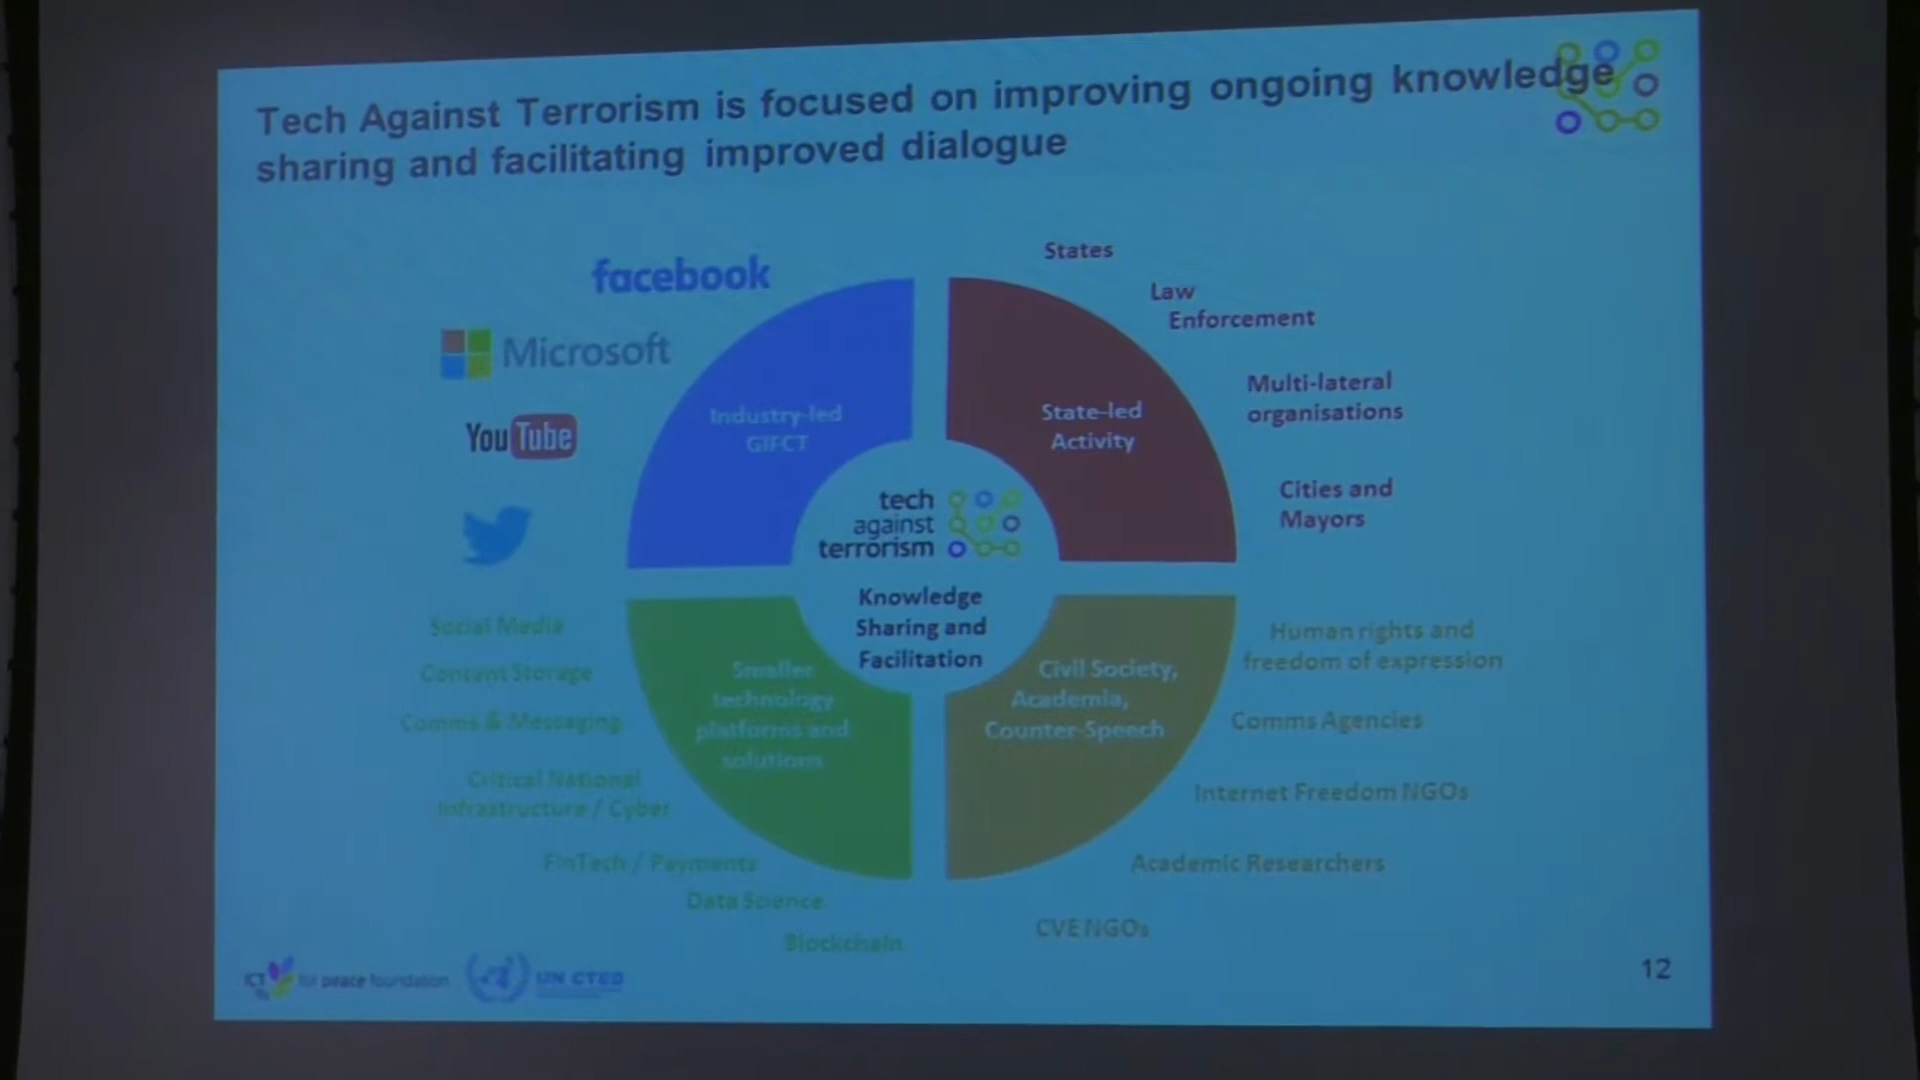 Tech Against Terrorism is focused on improving ongoing knowledge
sharing and facilitating improved dialogue
facebook
Microsoft
YouTube
Industry-led
GIFCT
States
Law
Enforcement
Multi-lateral
organisations
Cities and
Mayors
State-led
Activity
tech
against
terrorism
Knowledge
Sharing and
Facilitation
Social Media
Content Storage
Comms & Messaging
Critical National
Infrastructure / Cyber
FinTech / Payments
Data Science
Blockchain
Smaller
technology
platforms and
solutions
Civil Society,
Academia,
Counter-Speech
Human rights and
freedom of expression
Comms Agencies
Internet Freedom NGOs
Academic Researchers
CVE NGOs
ICT for peace foundation
UN CTED
12